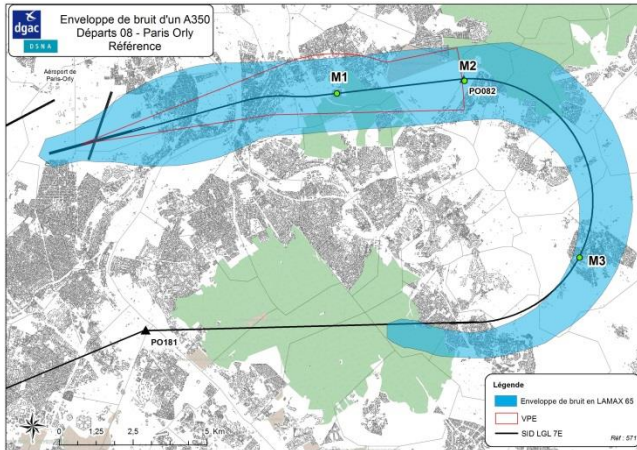 dgac
DSNA
Enveloppe de bruit d'un A350
Départs 08 - Paris Orly
Référence
Aéroport de
Paris-Orly
M1
M2
PO082
M3
PO181
Légende
Enveloppe de bruit en LAMAX 65
VPE
SID LGL 7E
0 1,25 2,5 5 Km
Réf : 571